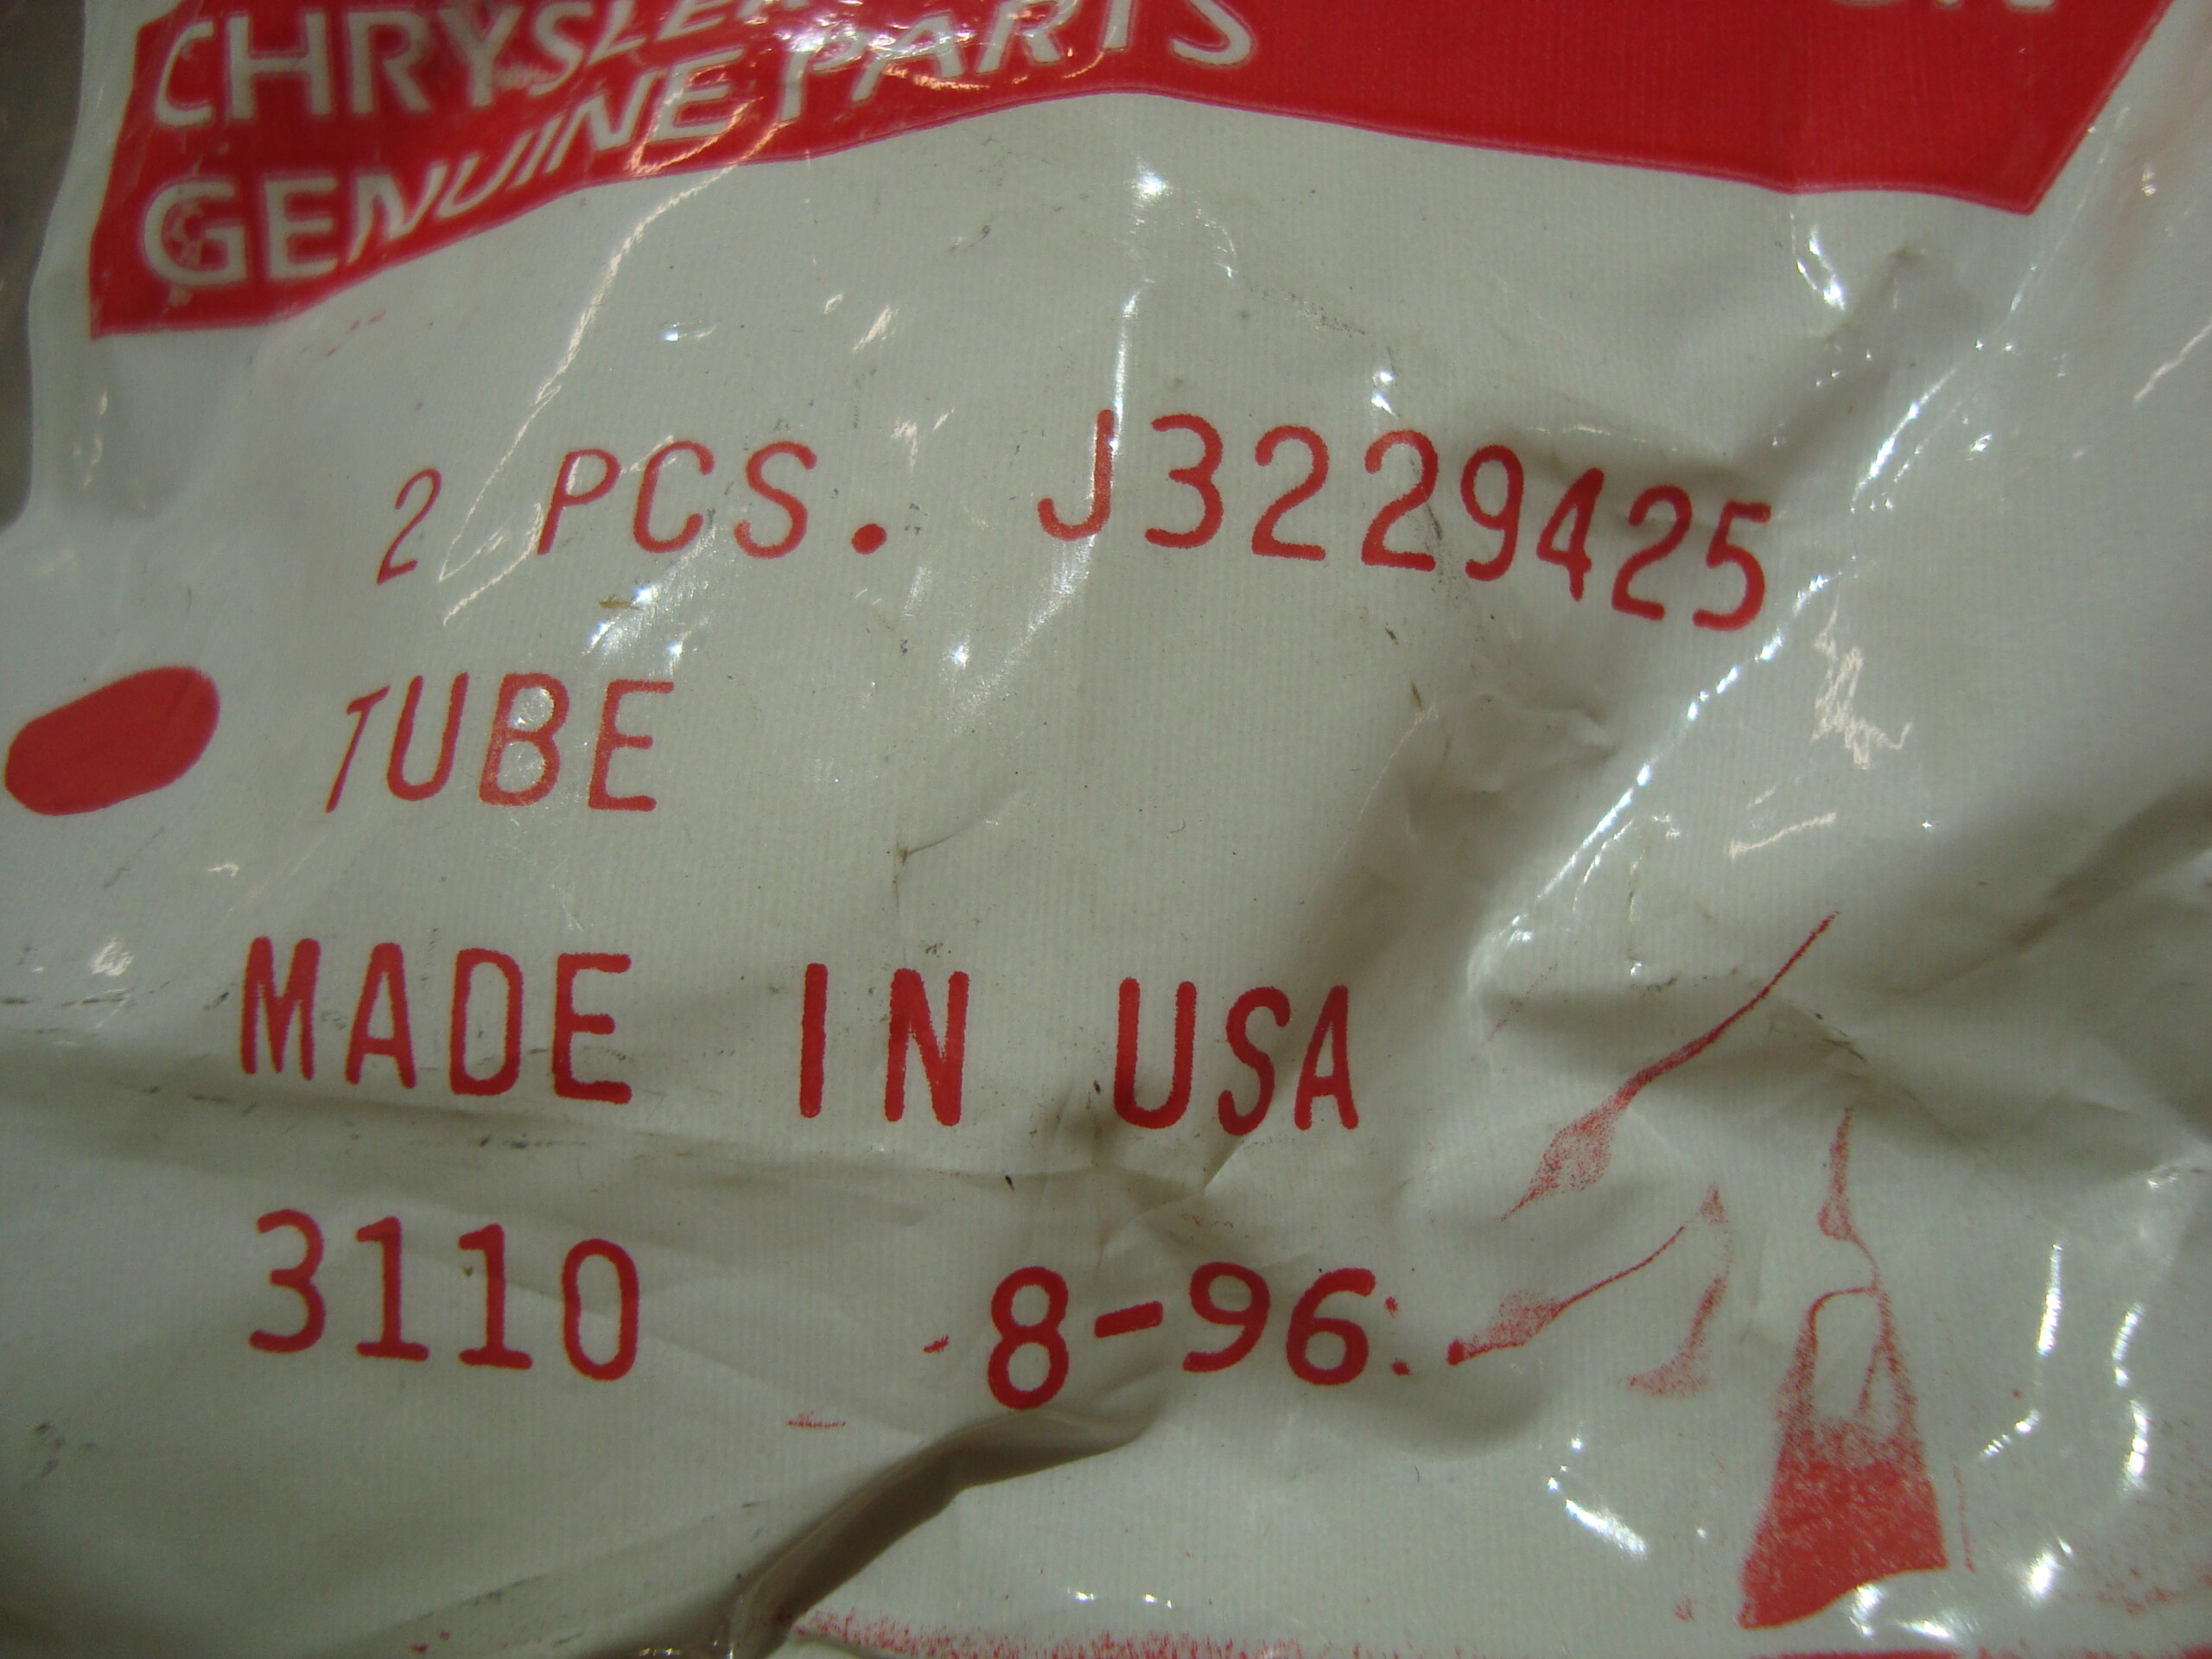 CHRYSLER
GENUINE PARTS
2 PCS. J3229425
TUBE
MADE IN USA
3110 8-96